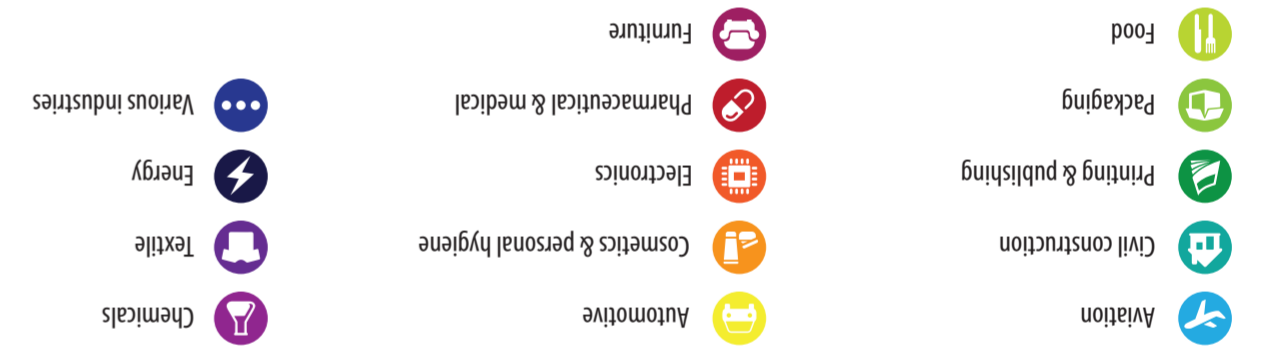 Aviation
Civil construction
Printing & publishing
Packaging
Food
Automotive
Cosmetics & personal hygiene
Electronics
Pharmaceutical & medical
Furniture
Chemicals
Textile
Energy
Various industries